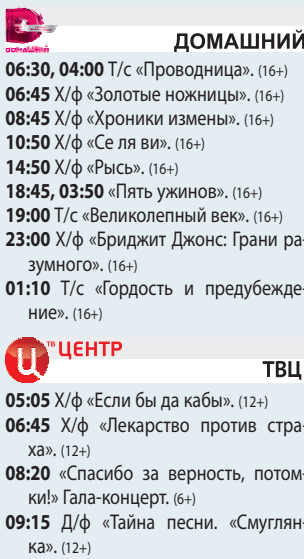 домашний
ДОМАШНИЙ
06:30, 04:00 Т/с «Проводница». (16+)
06:45 Х/ф «Золотые ножницы». (16+)
08:45 Х/ф «Хроники измены». (16+)
10:50 Х/ф «Се ля ви». (16+)
14:50 Х/ф «Рысь». (16+)
18:45, 03:50 «Пять ужинов». (16+)
19:00 Т/с «Великолепный век». (16+)
23:00 Х/ф «Бриджит Джонс: Грани ра-
зумного». (16+)
01:10 Т/с «Гордость и предубежде-
ние». (16+)
ТВ ЦЕНТР
ТВЦ
05:05 Х/ф «Если бы да кабы». (12+)
06:45 Х/ф «Лекарство против стра-
ха». (12+)
08:20 «Спасибо за верность, потом-
ки!» Гала-концерт. (6+)
09:15 Д/ф «Тайна песни. «Смуглян-
ка». (12+)